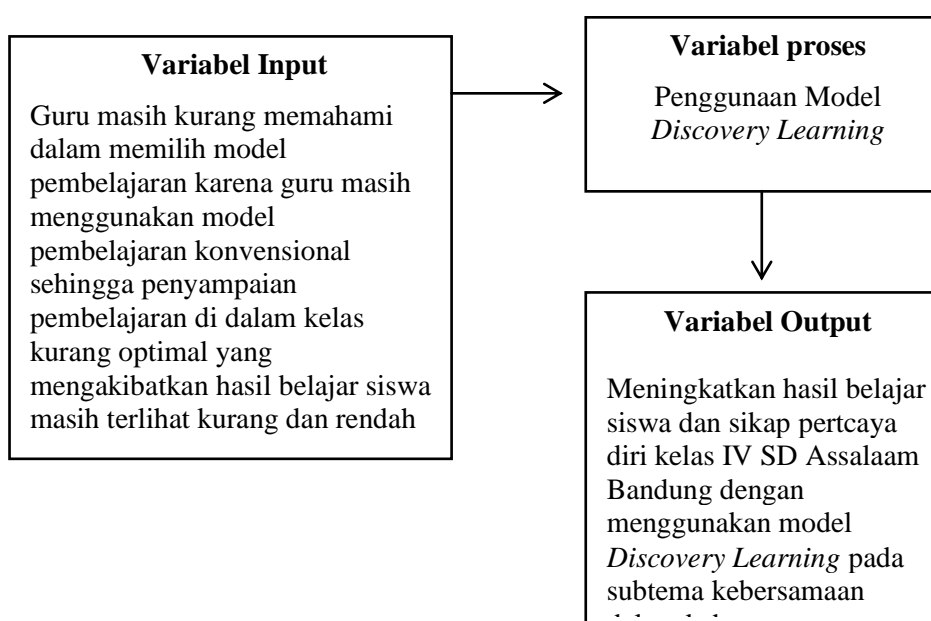 Variabel Input
Guru masih kurang memahami
dalam memilih model
pembelajaran karena guru masih
menggunakan model
pembelajaran konvensional
sehingga penyampaian
pembelajaran di dalam kelas
kurang optimal yang
mengakibatkan hasil belajar siswa
masih terlihat kurang dan rendah
Variabel proses
Penggunaan Model
Discovery Learning
Variabel Output
Meningkatkan hasil belajar
siswa dan sikap pertcaya
diri kelas IV SD Assalaam
Bandung dengan
menggunakan model
Discovery Learning pada
subtema kebersamaan